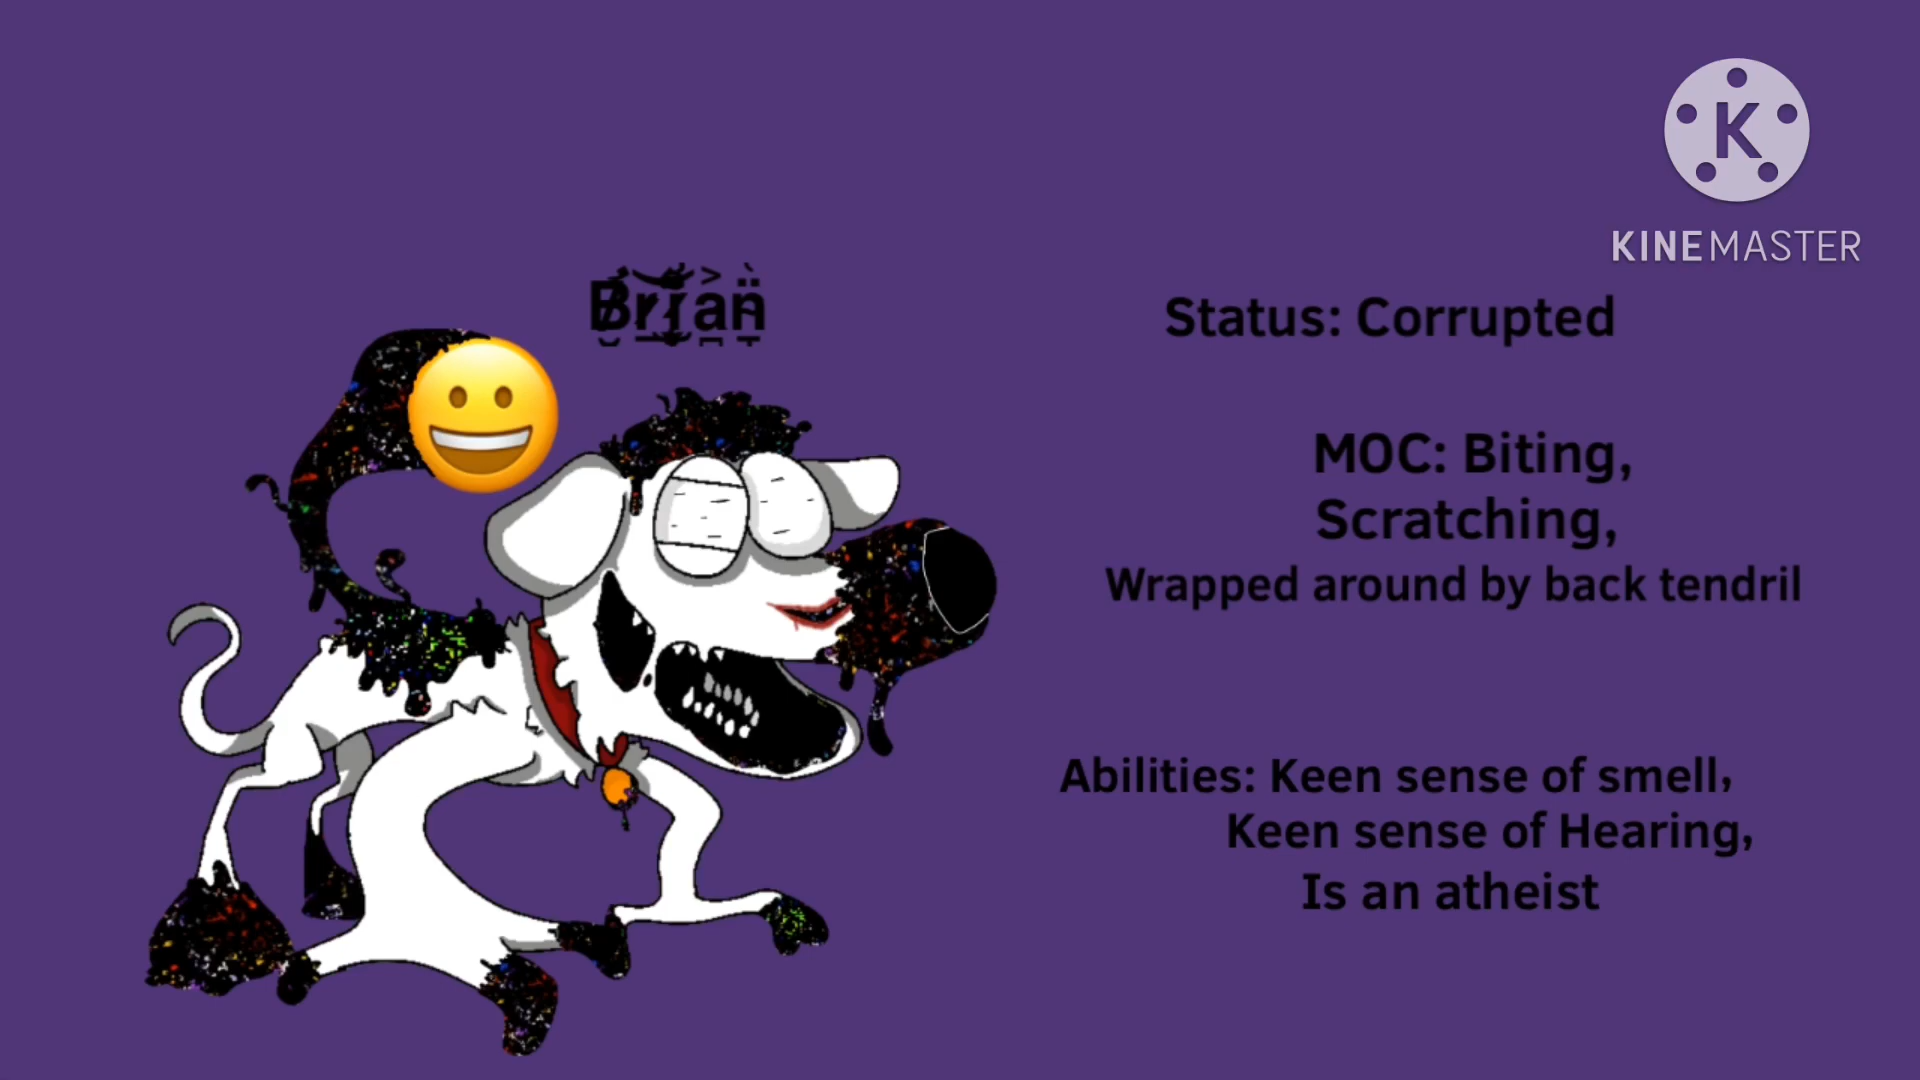 K
KINEMASTER
Brian
Status: Corrupted
MOC: Biting,
Scratching,
Wrapped around by back tendril
Abilities: Keen sense of smell,
Keen sense of Hearing,
Is an atheist